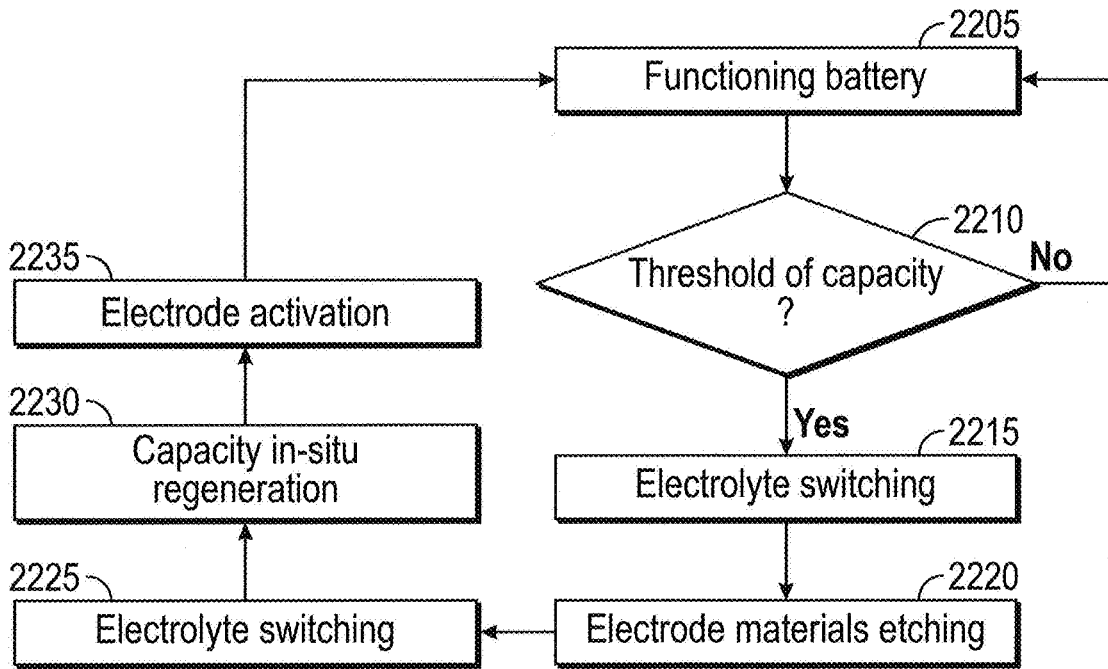 2205
Functioning battery
2210
Threshold of capacity
?
No
Yes
2215
Electrolyte switching
2220
Electrode materials etching
2225
Electrolyte switching
2230
Capacity in-situ
regeneration
2235
Electrode activation